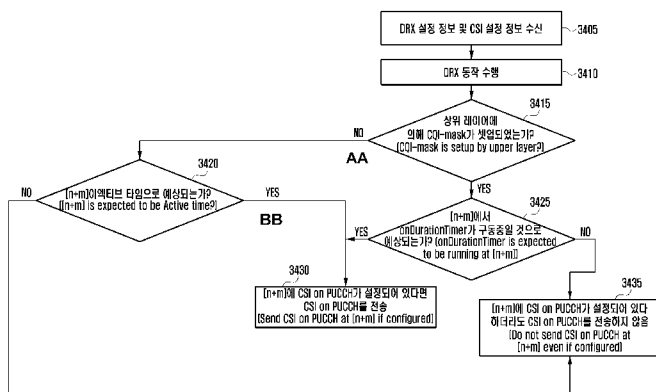 DRX 설정 정보 및 CSI 설정 정보 수신
3405
DRX 동작 수행
3410
3415
상위 레이어에
의해 CQI-mask가 셋업되었는가?
(CQI-mask is setup by upper layer?)
NO
AA
YES
3420
[n+m]이엑티브 타임으로 예상되는가?
([n+m] is expected to be Active time?)
NO
YES
BB
3425
[n+m]에서
onDurationTimer가 구동중일 것으로
예상되는가? (onDurationTimer is expected
to be running at [n+m])
YES
NO
3430
[n+m]에 CSI on PUCCH가 설정되어 있다면
CSI on PUCCH를 전송
(Send CSI on PUCCH at [n+m] if configured)
3435
[n+m]에 CSI on PUCCH가 설정되어 있다
하더라도 CSI on PUCCH를 전송하지 않음
(Do not send CSI on PUCCH at
[n+m] even if configured)